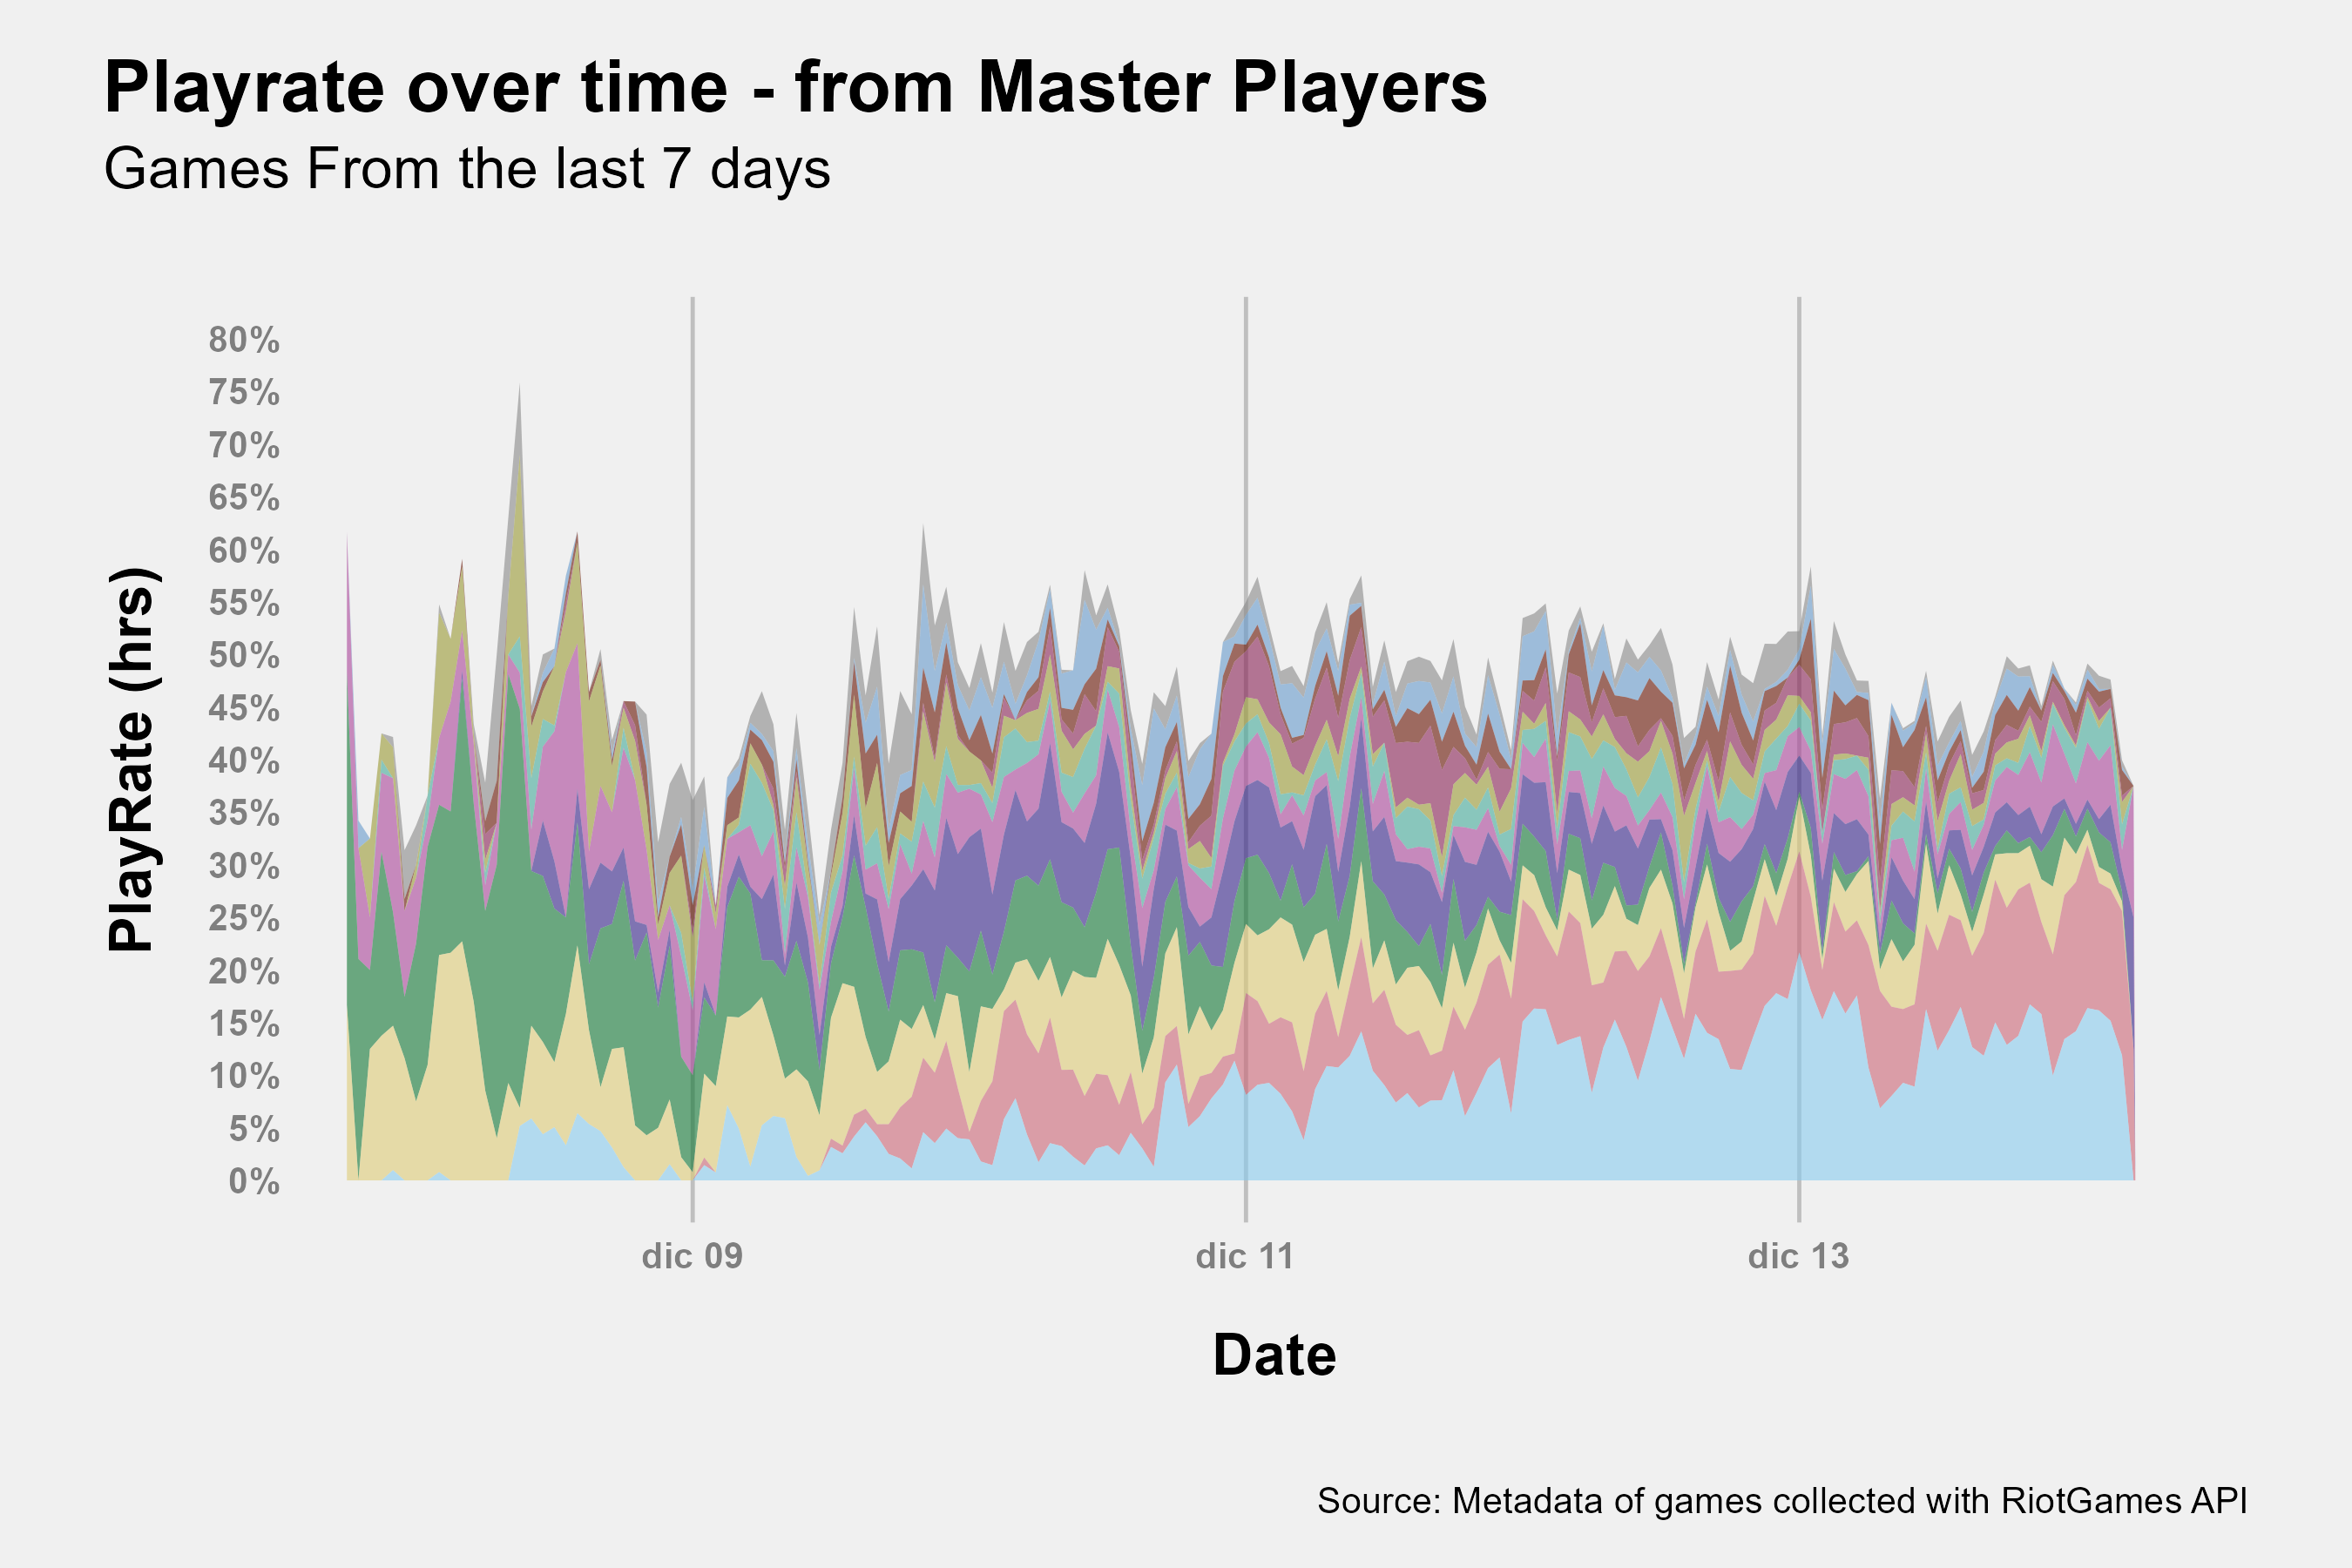 Playrate over time - from Master Players
Games From the last 7 days
PlayRate (hrs)
80%
75%
70%
65%
60%
55%
50%
45%
40%
35%
30%
25%
20%
15%
10%
5%
0%
dic 09
dic 11
dic 13
Date
Source: Metadata of games collected with RiotGames API